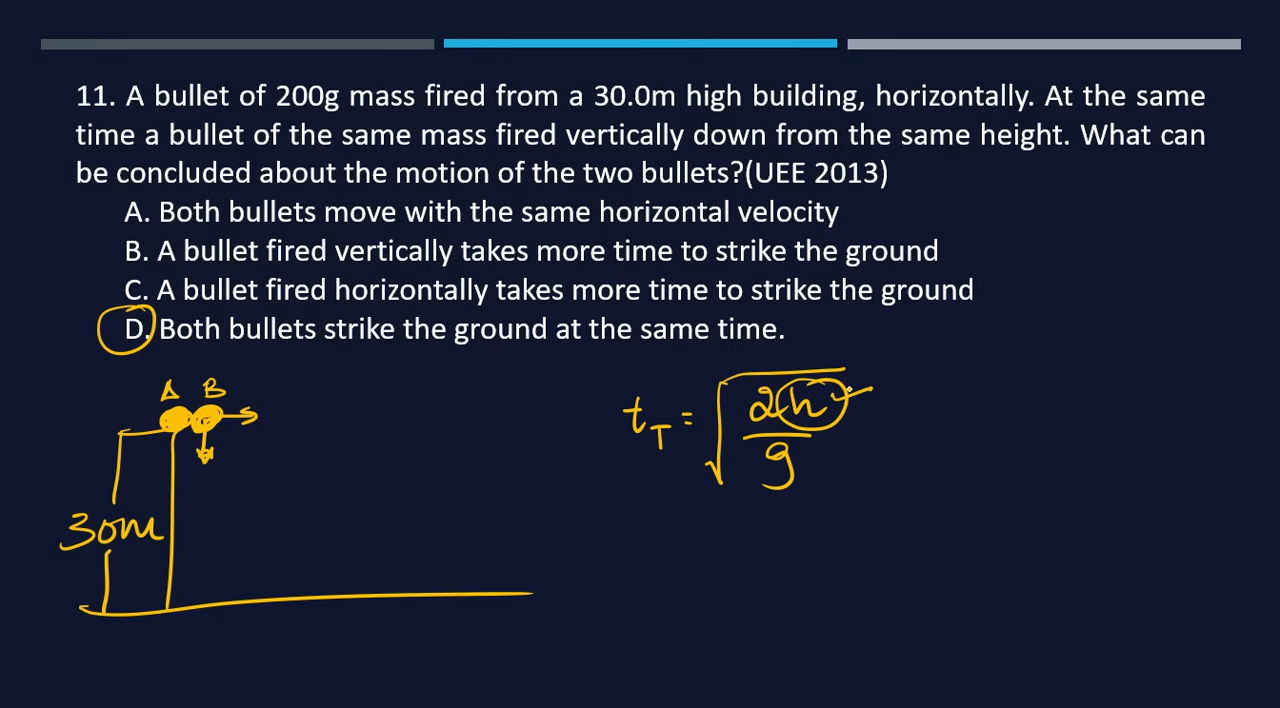 11. A bullet of 200g mass fired from a 30.0m high building, horizontally. At the same
time a bullet of the same mass fired vertically down from the same height. What can
be concluded about the motion of the two bullets?(UEE 2013)
A. Both bullets move with the same horizontal velocity
B. A bullet fired vertically takes more time to strike the ground
C. A bullet fired horizontally takes more time to strike the ground
D. Both bullets strike the ground at the same time.
A B
t_T = √(2h/g)
30m